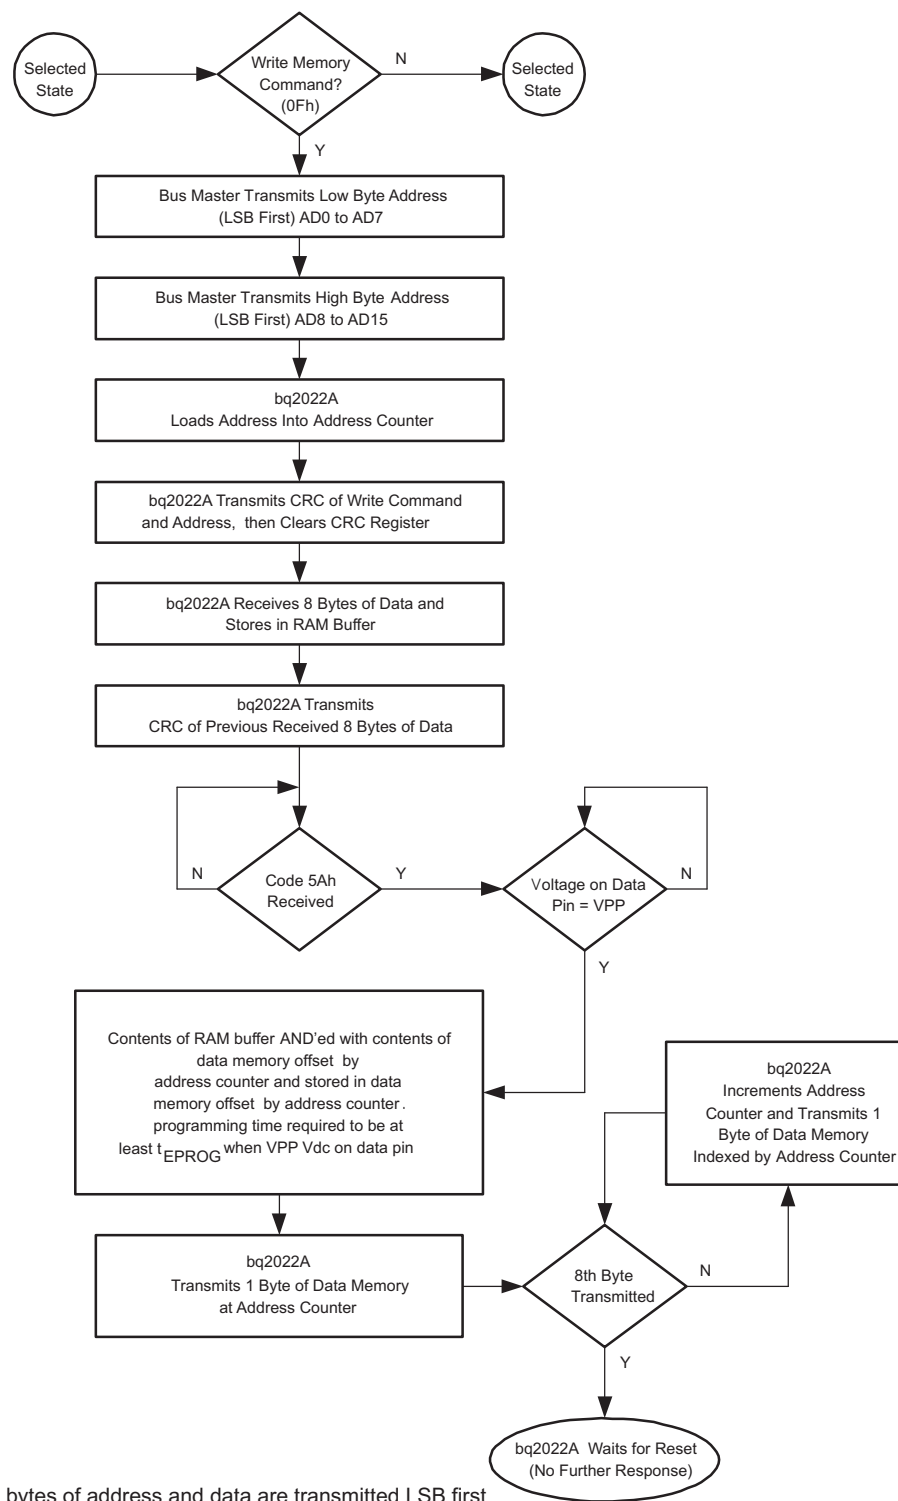 Selected
State
Write Memory
Command?
(0Fh)
N
Selected
State
Y
Bus Master Transmits Low Byte Address
(LSB First) AD0 to AD7
Bus Master Transmits High Byte Address
(LSB First) AD8 to AD15
bq2022A
Loads Address Into Address Counter
bq2022A Transmits CRC of Write Command
and Address, then Clears CRC Register
bq2022A Receives 8 Bytes of Data and
Stores in RAM Buffer
bq2022A Transmits
CRC of Previous Received 8 Bytes of Data
N
Code 5Ah
Received
Y
Voltage on Data
Pin = VPP
N
Y
Contents of RAM buffer AND'ed with contents of
data memory offset by
address counter and stored in data
memory offset by address counter.
programming time required to be at
least tEPROG when VPP Vdc on data pin
bq2022A
Increments Address
Counter and Transmits 1
Byte of Data Memory
Indexed by Address Counter
bq2022A
Transmits 1 Byte of Data Memory
at Address Counter
8th Byte
Transmitted
N
Y
bq2022A Waits for Reset
(No Further Response)
bytes of address and data are transmitted LSB first